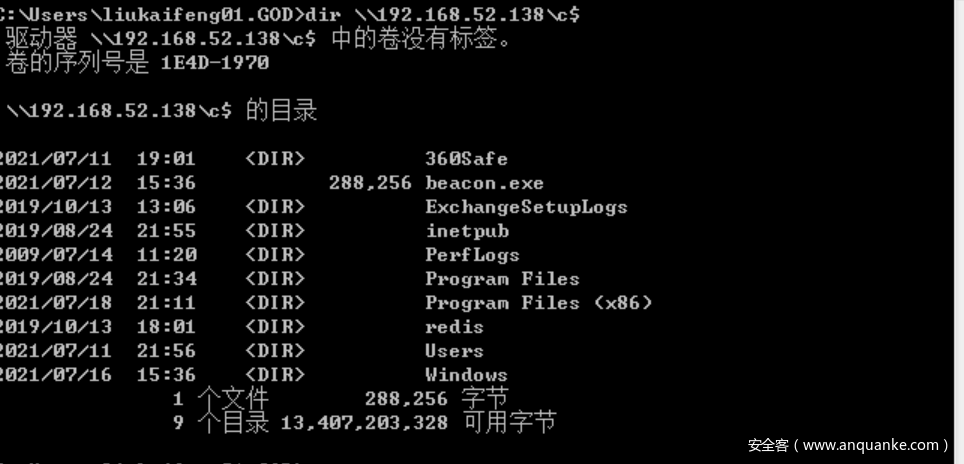 C:\Users\liukaifeng01.GOD>dir \\192.168.52.138\c$
驱动器 \\192.168.52.138\c$ 中的卷没有标签。
卷的序列号是 1E4D-1970
\\192.168.52.138\c$ 的目录
2021/07/11  19:01    <DIR>          360Safe
2021/07/12  15:36           288,256 beacon.exe
2019/10/13  13:06    <DIR>          ExchangeSetupLogs
2019/08/24  21:55    <DIR>          inetpub
2009/07/14  11:20    <DIR>          PerfLogs
2019/08/24  21:34    <DIR>          Program Files
2021/07/18  21:11    <DIR>          Program Files (x86)
2019/10/13  18:01    <DIR>          redis
2021/07/11  21:56    <DIR>          Users
2021/07/16  15:36    <DIR>          Windows
1 个文件        288,256 字节
9 个目录 13,407,203,328 可用字节
安全客（www.anquanke.com）